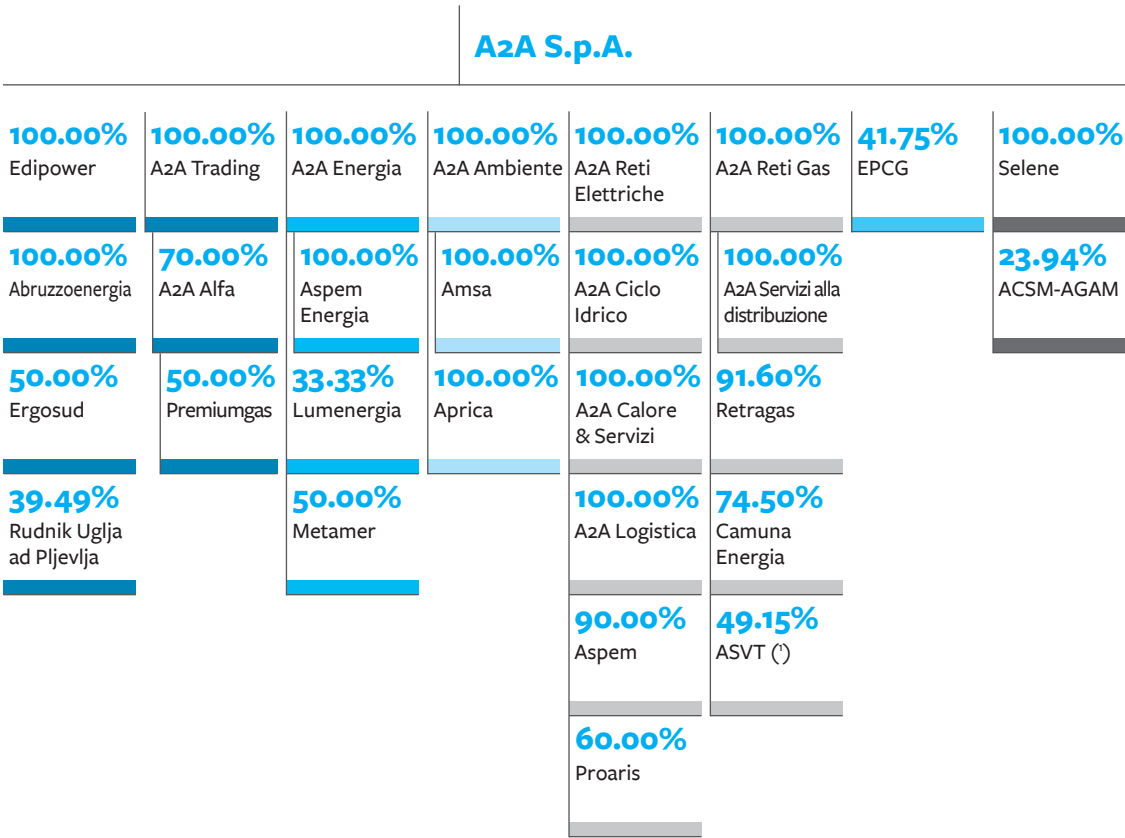 A2A S.p.A.
100.00%
Edipower
100.00%
A2A Trading
100.00%
A2A Energia
100.00%
A2A Ambiente
100.00%
A2A Reti
Elettriche
100.00%
A2A Reti Gas
41.75%
EPCG
100.00%
Selene
100.00%
Abruzzoenergia
70.00%
A2A Alfa
100.00%
Aspem
Energia
100.00%
Amsa
100.00%
A2A Ciclo
Idrico
100.00%
A2A Servizi alla
distribuzione
23.94%
ACSM-AGAM
50.00%
Ergosud
50.00%
Premiumgas
33.33%
Lumenergia
100.00%
Aprica
100.00%
A2A Calore
& Servizi
91.60%
Retragas
39.49%
Rudnik Uglja
ad Pljevlja
50.00%
Metamer
100.00%
A2A Logistica
74.50%
Camuna
Energia
90.00%
Aspem
49.15%
ASVT (¹)
60.00%
Proaris